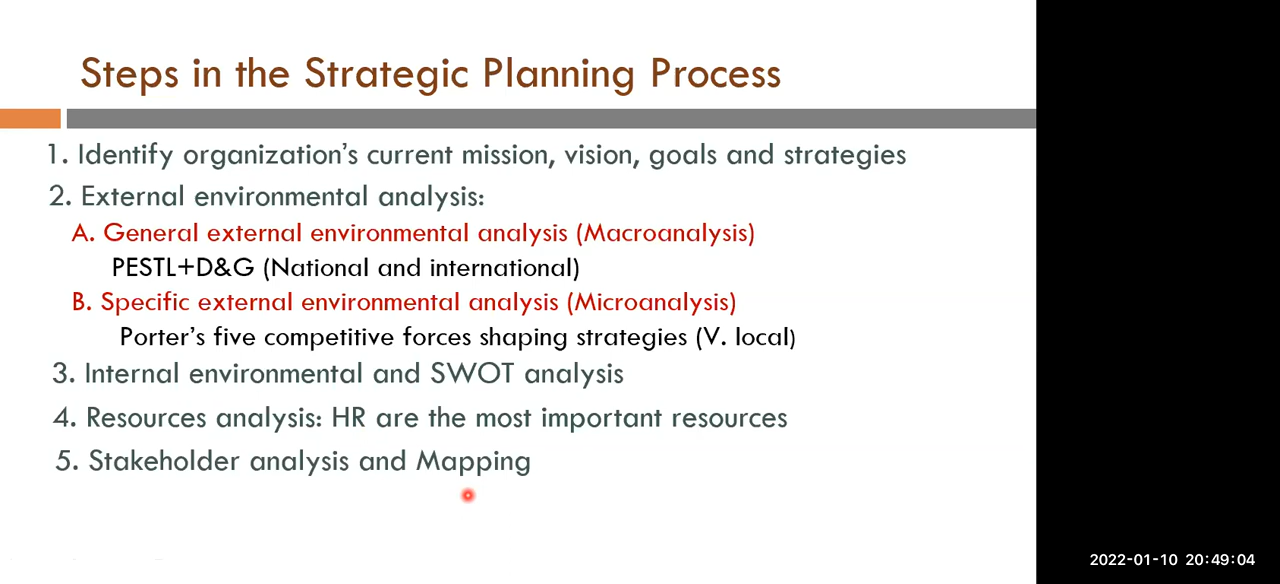 Steps in the Strategic Planning Process
1. Identify organization's current mission, vision, goals and strategies
2. External environmental analysis:
A. General external environmental analysis (Macroanalysis)
PESTL+D&G (National and international)
B. Specific external environmental analysis (Microanalysis)
Porter's five competitive forces shaping strategies (V. local)
3. Internal environmental and SWOT analysis
4. Resources analysis: HR are the most important resources
5. Stakeholder analysis and Mapping
2022-01-10 20:49:04